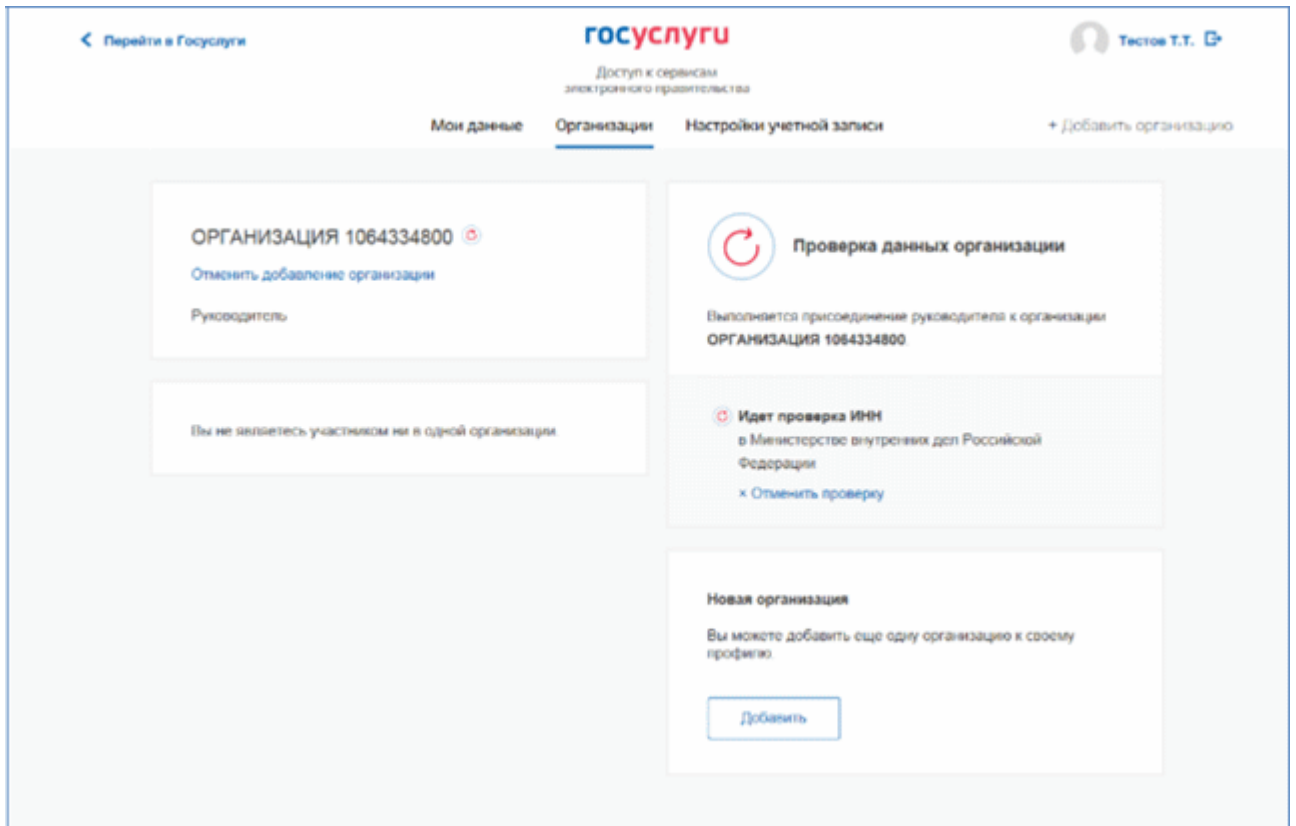 Перейти в Госуслуги
госуслуги
Тестов Т.Т.
Доступ к сервисам
электронного правительства
Мои данные Организации Настройки учетной записи + Добавить организацию
ОРГАНИЗАЦИЯ 1064334800
Отменить добавление организации
Руководитель
Вы не являетесь участником ни в одной организации
Проверка данных организации
Выполняется присоединение руководителя к организации
ОРГАНИЗАЦИЯ 1064334800.
Идет проверка ИНН
в Министерстве внутренних дел Российской
Федерации
× Отменить проверку
Новая организация
Вы можете добавить еще одну организацию к своему
профилю.
Добавить